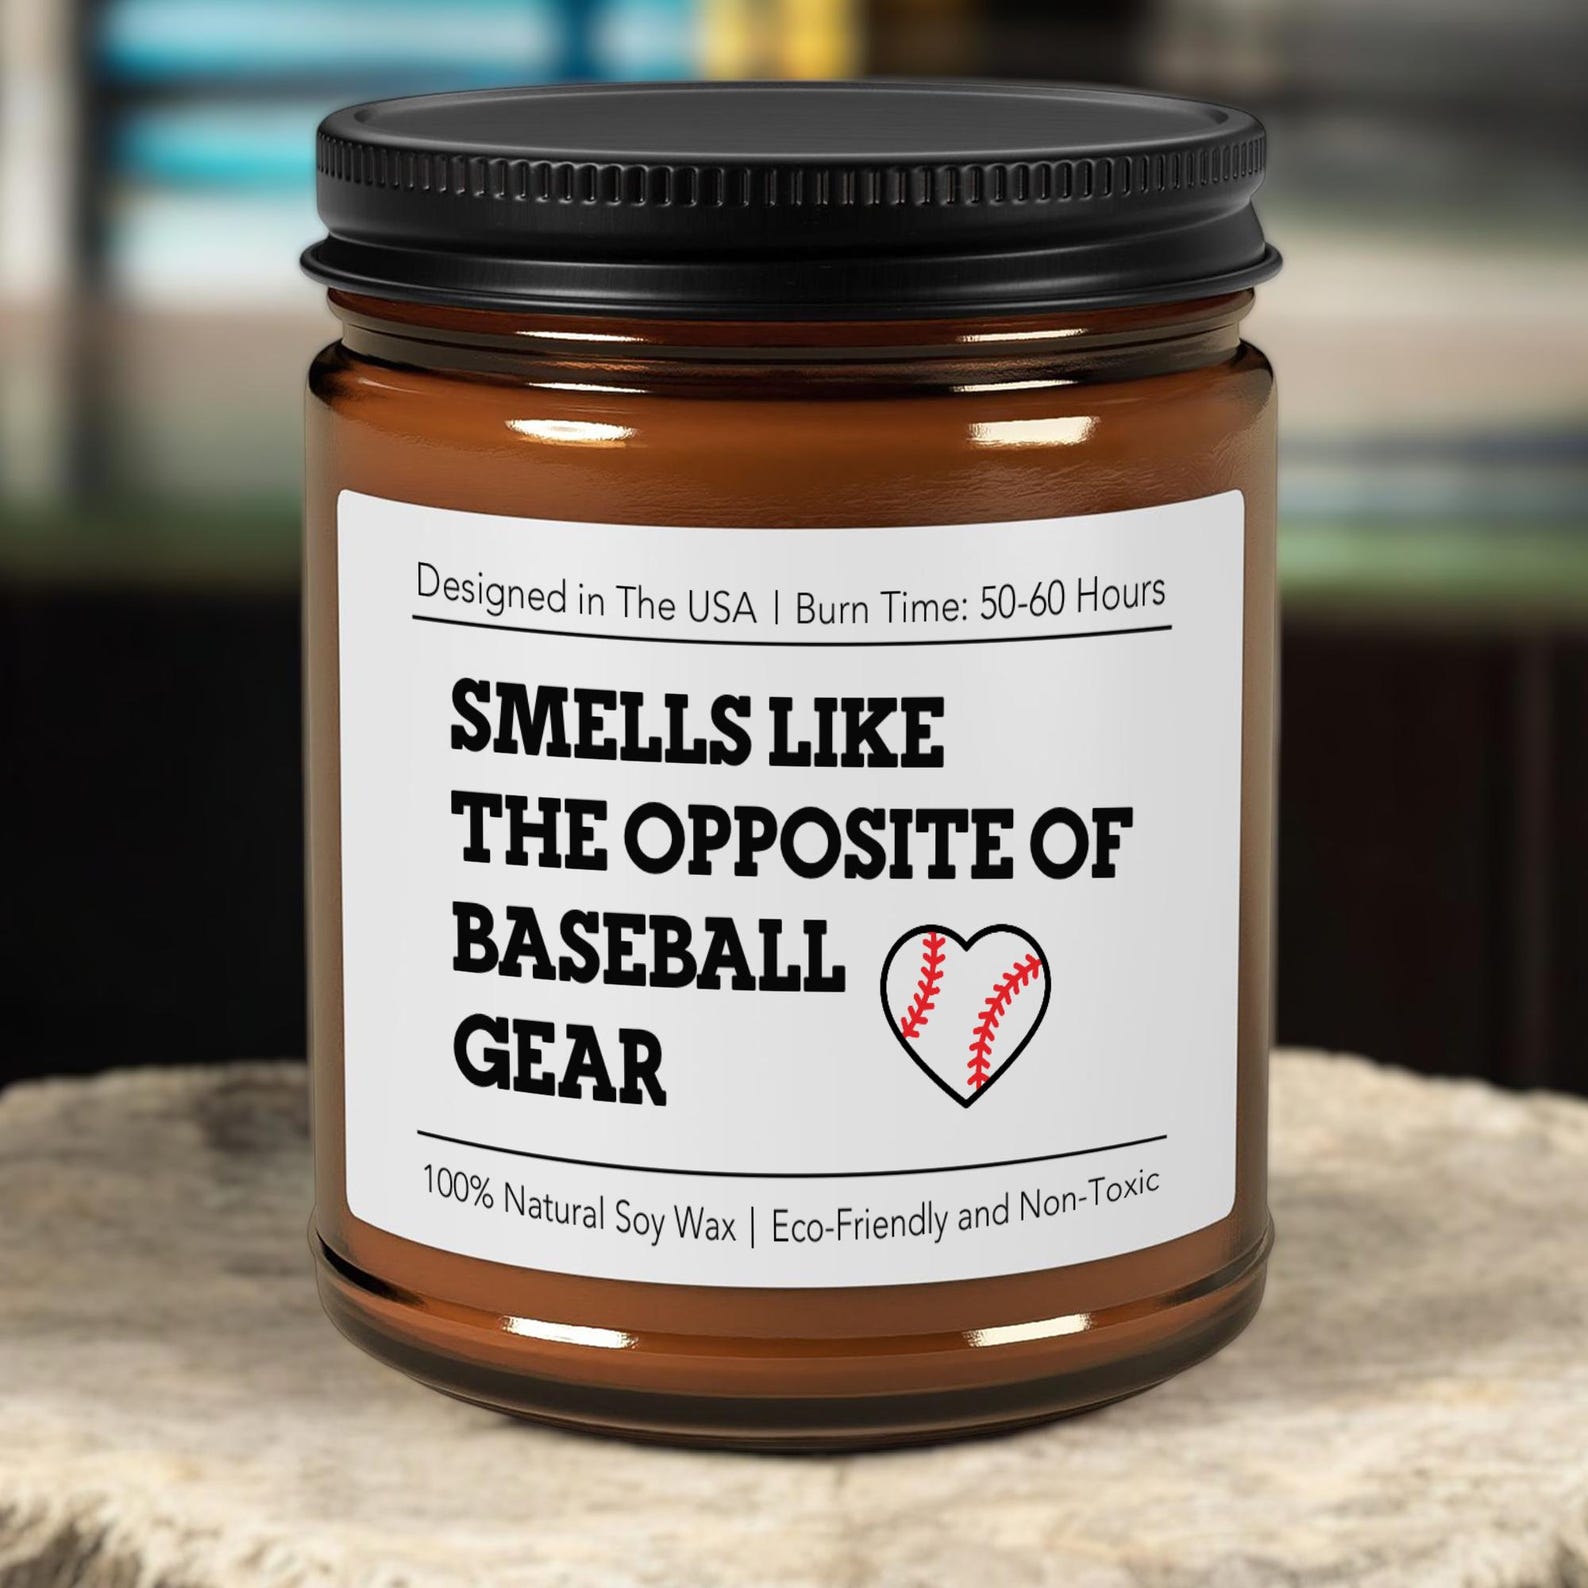 Designed in The USA | Burn Time: 50-60 Hours
SMELLS LIKE
THE OPPOSITE OF
BASEBALL
GEAR
100% Natural Soy Wax | Eco-Friendly and Non-Toxic